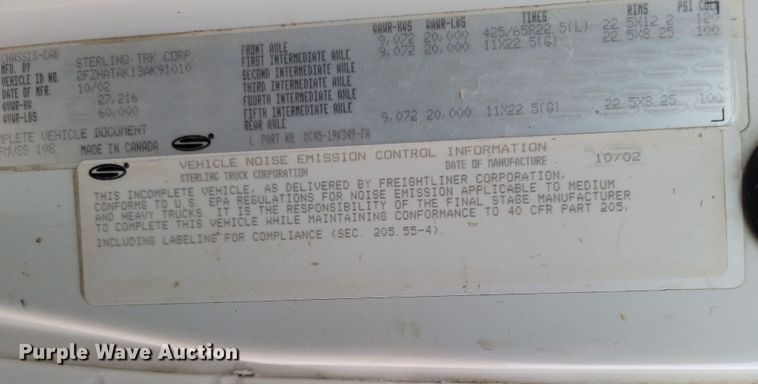 GAWR-KGS GAWR-LBS TIRES RIMS PSI COLD
CHASSIS-CAB
MFD. BY STERLING TRK CORP. FRONT AXLE 9,072 20,000 425/65R22.5(L) 22.5X12.2 120
VEHICLE ID NO. 2FZHATAK13AK91010 FIRST INTERMEDIATE AXLE 9,072 20,000 11X22.5(G) 22.5X8.25 100
DATE OF MFR. 10/02 SECOND INTERMEDIATE AXLE
GVWR-KG 27,216 THIRD INTERMEDIATE AXLE
GVWR-LBS 60,000 FOURTH INTERMEDIATE AXLE
FIFTH INTERMEDIATE AXLE
REAR AXLE 9,072 20,000 11X22.5(G) 22.5X8.25 100
MPLETE VEHICLE DOCUMENT
FMVSS 108 MADE IN CANADA L PART NO.
VEHICLE NOISE EMISSION CONTROL INFORMATION
STERLING TRUCK CORPORATION DATE OF MANUFACTURE 10/02
THIS INCOMPLETE VEHICLE, AS DELIVERED BY FREIGHTLINER CORPORATION,
CONFORMS TO U.S. EPA REGULATIONS FOR NOISE EMISSION APPLICABLE TO MEDIUM
AND HEAVY TRUCKS. IT IS THE RESPONSIBILITY OF THE FINAL STAGE MANUFACTURER
TO COMPLETE THIS VEHICLE WHILE MAINTAINING CONFORMANCE TO 40 CFR PART 205,
INCLUDING LABELING FOR COMPLIANCE (SEC. 205.55-4).
Purple Wave Auction